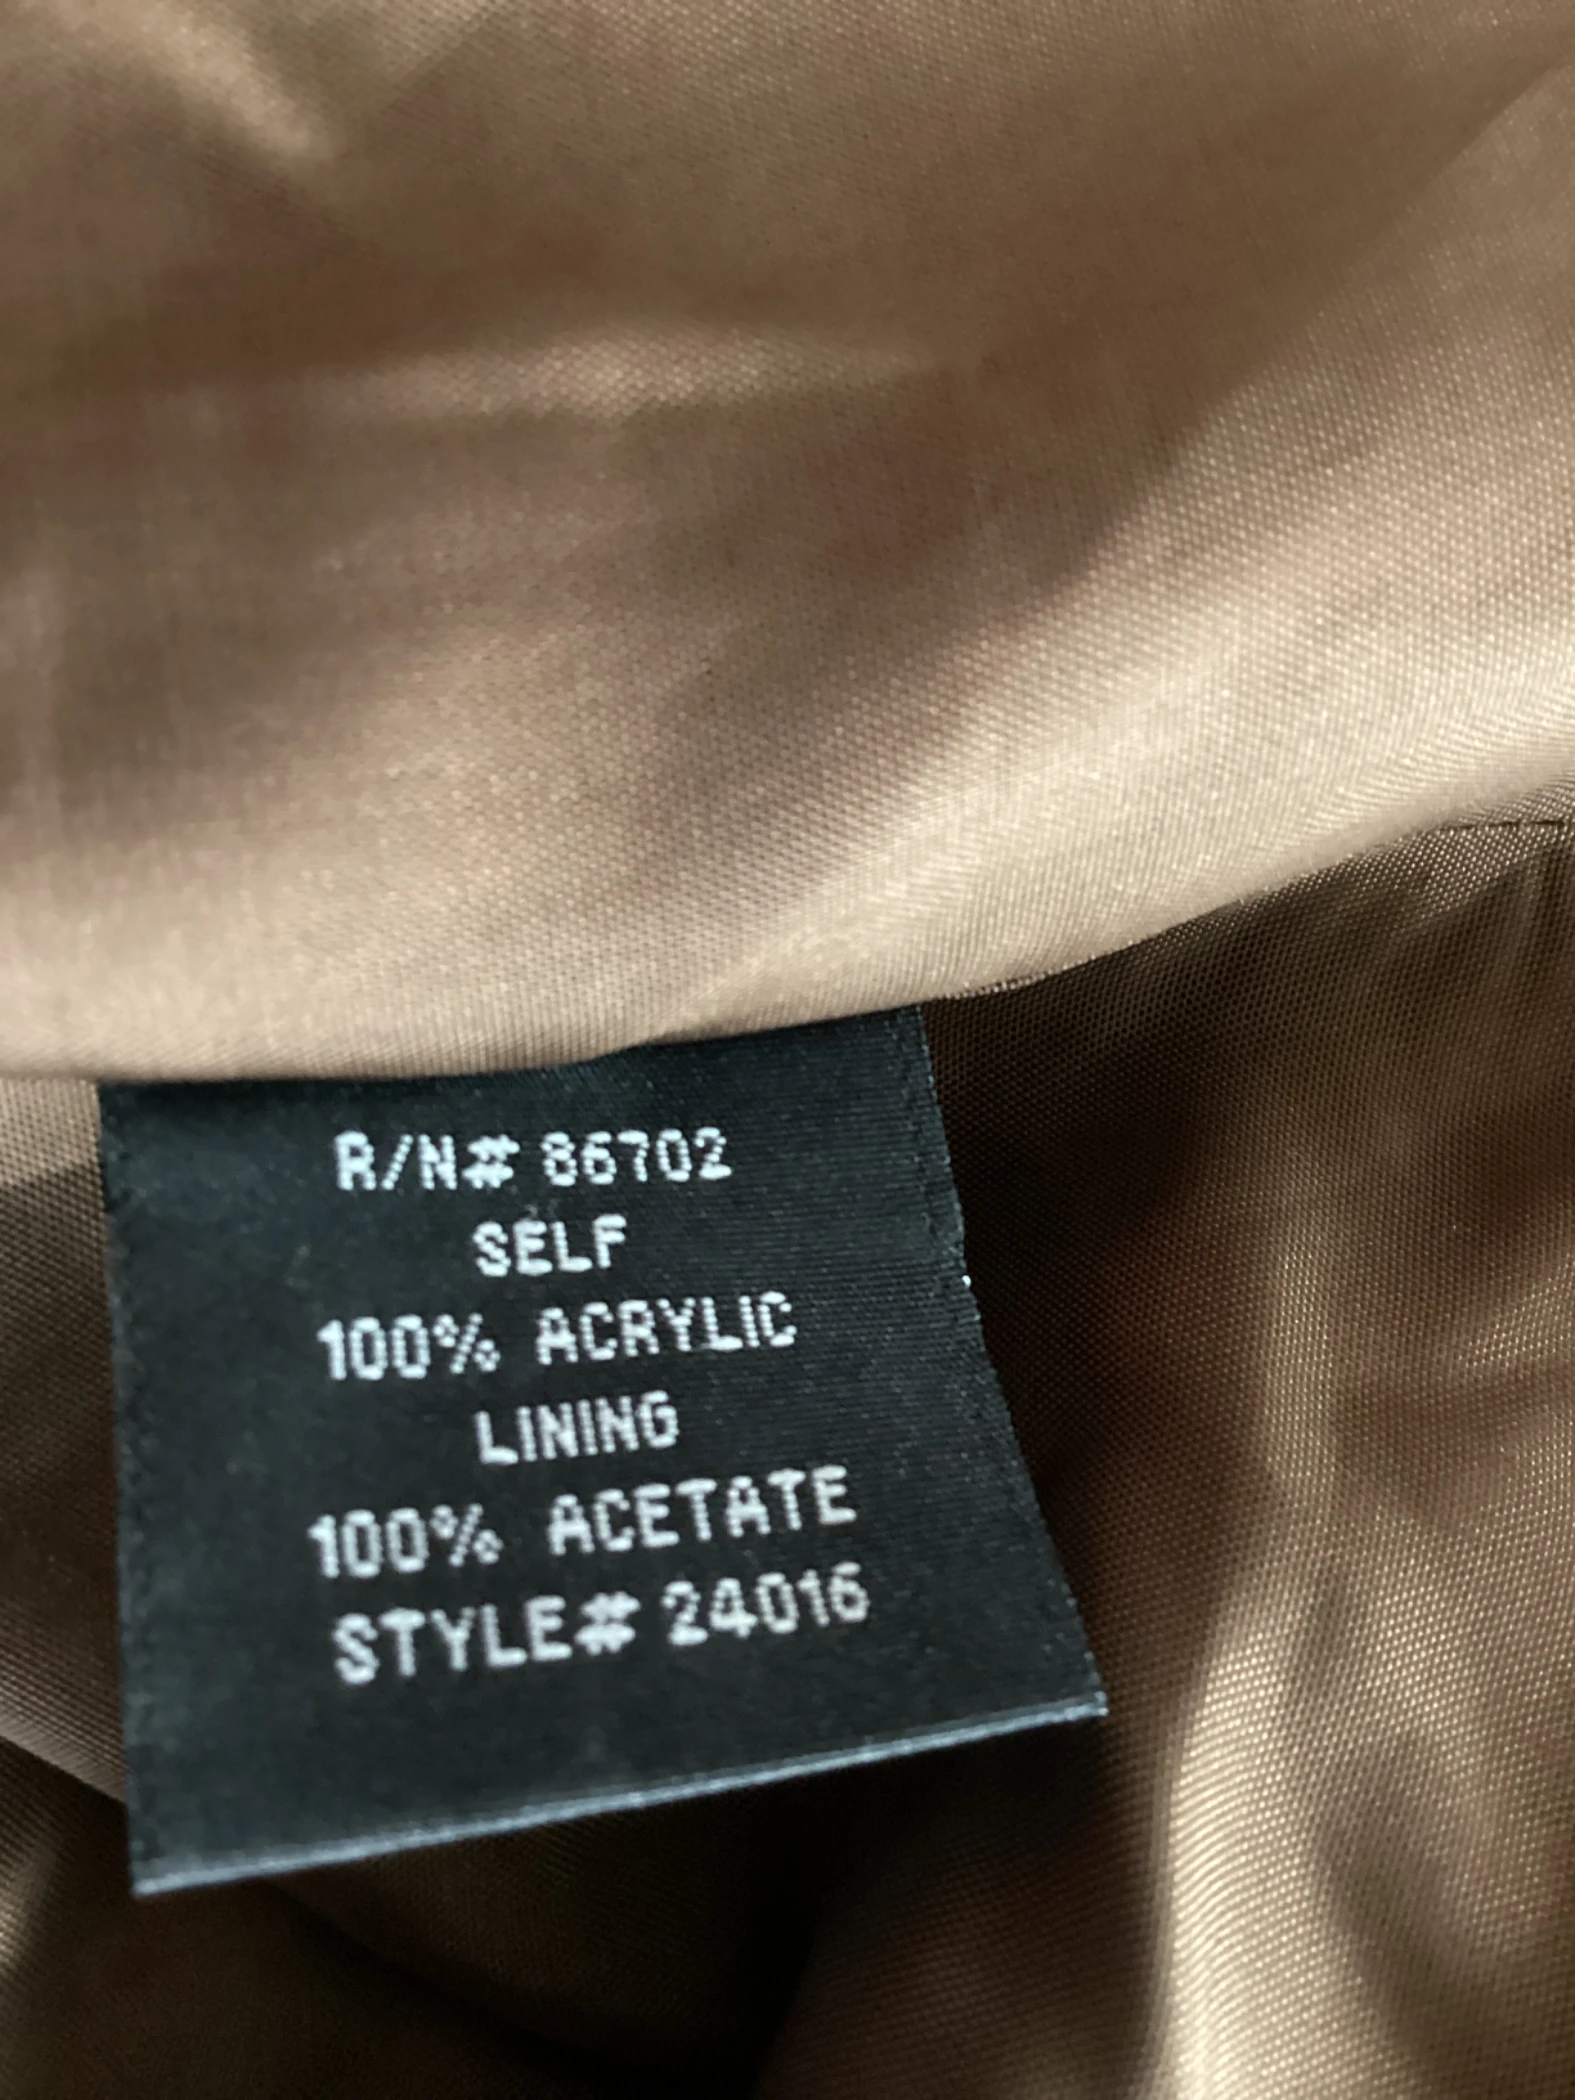 R/N# 86702
SELF
100% ACRYLIC
LINING
100% ACETATE
STYLE# 24016